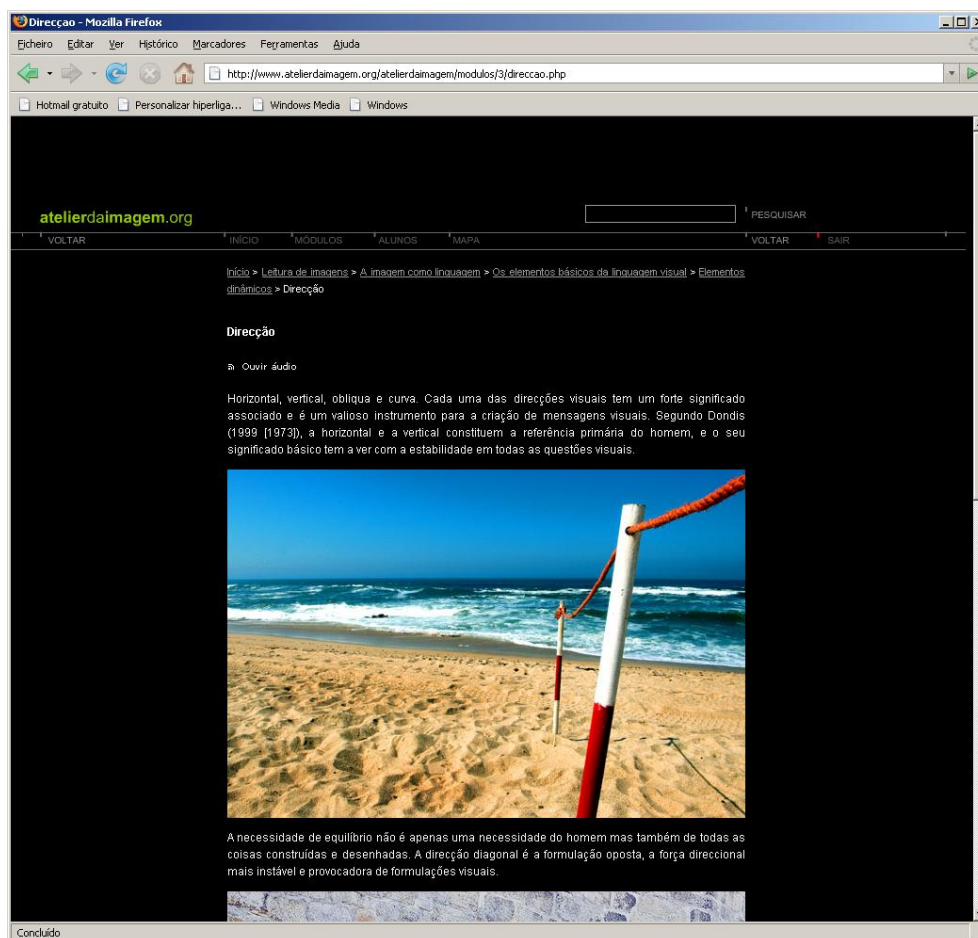 Direcçao - Mozilla Firefox
Ficheiro Editar Ver Histórico Marcadores Ferramentas Ajuda
http://www.atelierdaimagem.org/atelierdaimagem/modulos/3/direccao.php
Hotmail gratuito Personalizar hiperliga... Windows Media Windows
atelierdaimagem.org PESQUISAR
VOLTAR INÍCIO MÓDULOS ALUNOS MAPA VOLTAR SAIR
Início > Leitura de imagens > A imagem como linguagem > Os elementos básicos da linguagem visual > Elementos
dinâmicos > Direcção
Direcção
Ouvir áudio
Horizontal, vertical, obliqua e curva. Cada uma das direcções visuais tem um forte significado
associado e é um valioso instrumento para a criação de mensagens visuais. Segundo Dondis
(1999 [1973]), a horizontal e a vertical constituem a referência primária do homem, e o seu
significado básico tem a ver com a estabilidade em todas as questões visuais.
A necessidade de equilíbrio não é apenas uma necessidade do homem mas também de todas as
coisas construídas e desenhadas. A direcção diagonal é a formulação oposta, a força direccional
mais instável e provocadora de formulações visuais.
Concluído